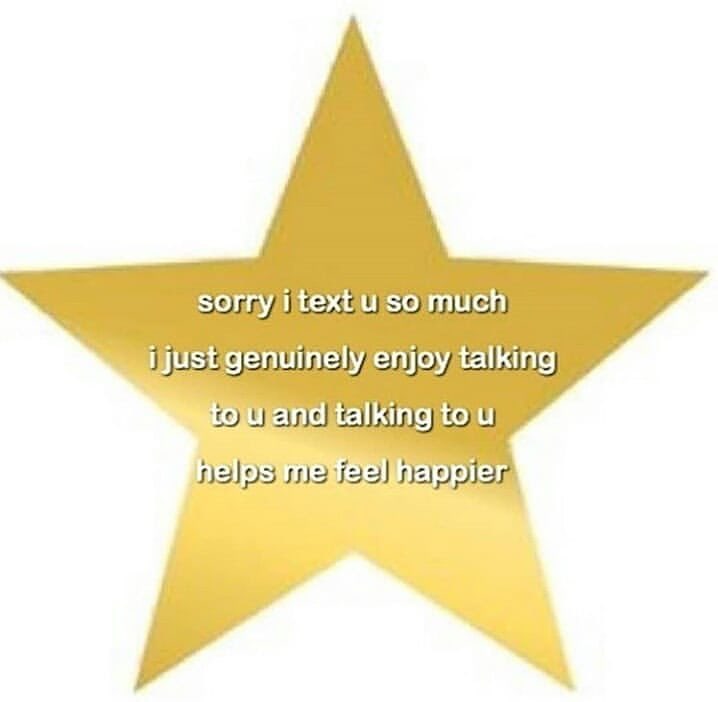 sorry i text u so much
i just genuinely enjoy talking
to u and talking to u
helps me feel happier